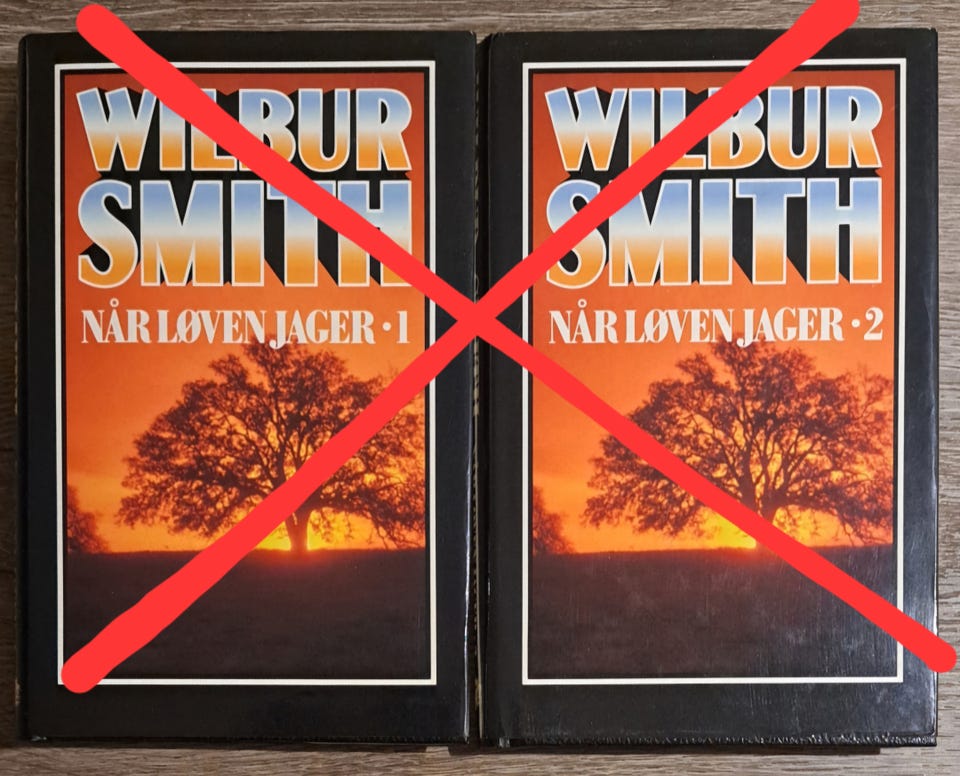 WILBUR
SMITH
NÅR LØVEN JAGER · 1
WILBUR
SMITH
NÅR LØVEN JAGER · 2